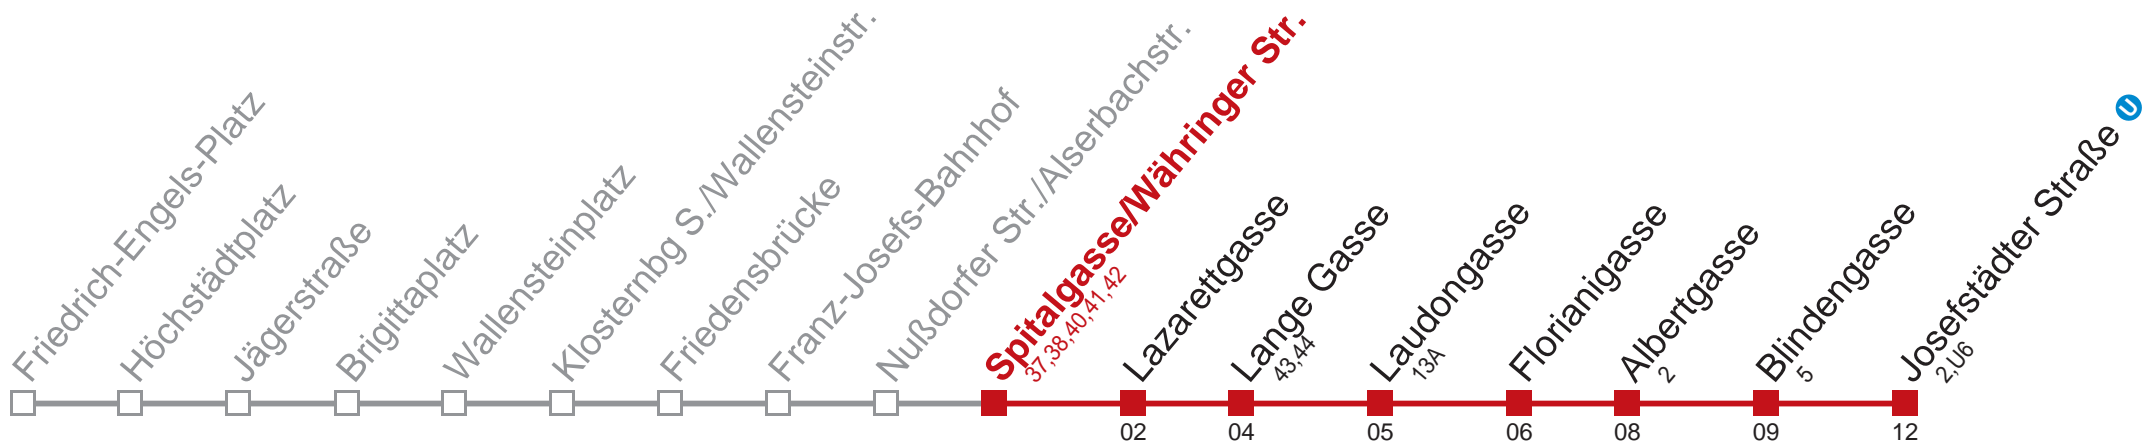 Friedrich-Engels-Platz
Höchstädtplatz
Jägerstraße
Brigittaplatz
Wallensteinplatz
Klosternbg S./Wallensteinstr.
Friedensbrücke
Franz-Josefs-Bahnhof
Nußdorfer Str./Alserbachstr.
Spitalgasse/Währinger Str.
37,38,40,41,42
Lazarettgasse
Lange Gasse
43,44
Laudongasse
13A
Florianigasse
Albertgasse
2
Blindengasse
5
Josefstädter Straße U
2,U6
02 04 05 06 08 09 12